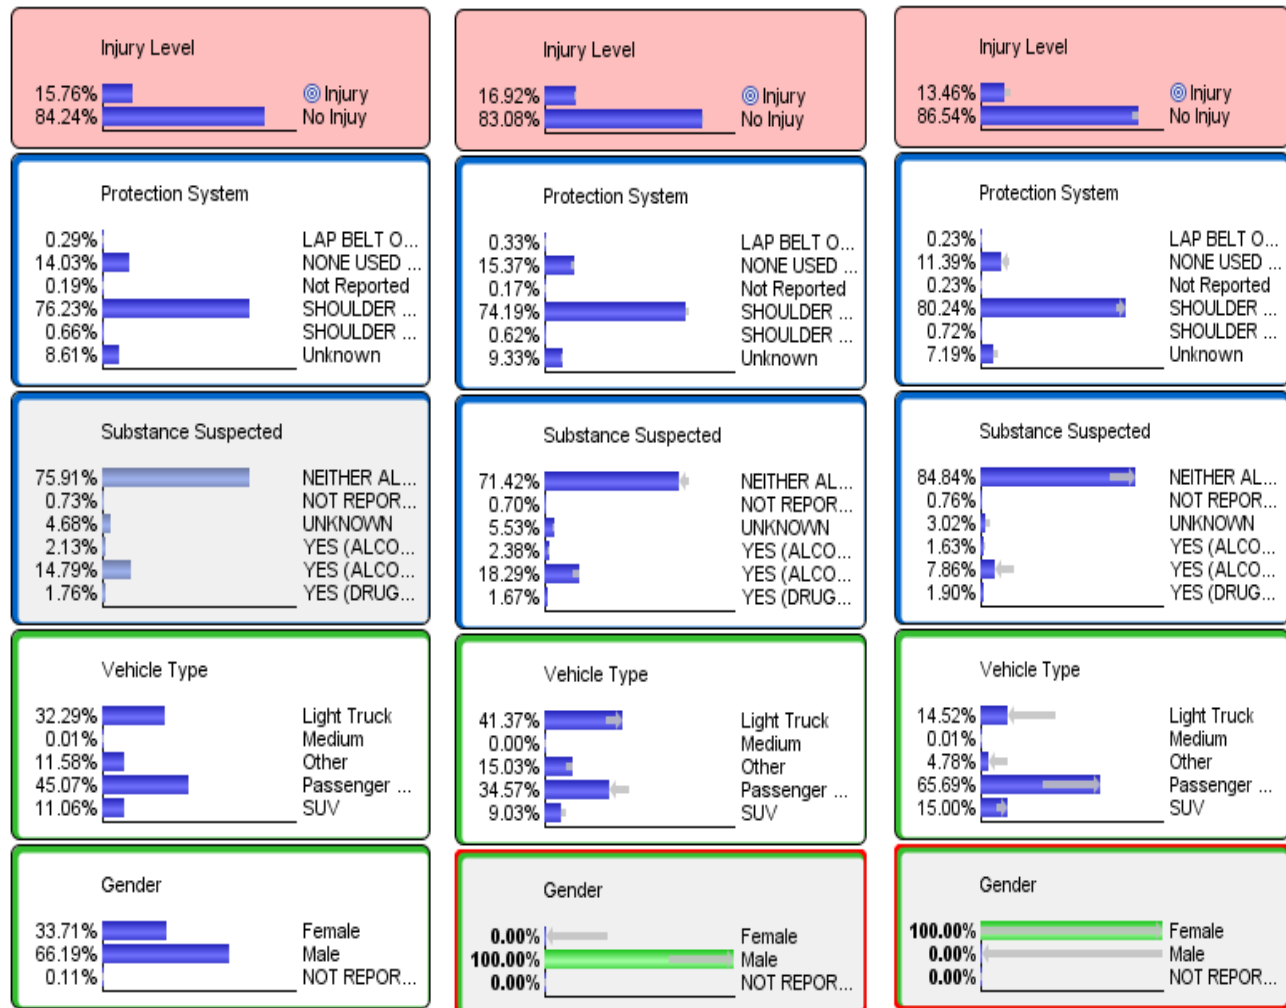 Injury Level
15.76% Injury
84.24% No Injuy
Protection System
0.29% LAP BELT O...
14.03% NONE USED ...
0.19% Not Reported
76.23% SHOULDER ...
0.66% SHOULDER ...
8.61% Unknown
Substance Suspected
75.91% NEITHER AL...
0.73% NOT REPOR...
4.68% UNKNOWN
2.13% YES (ALCO...
14.79% YES (ALCO...
1.76% YES (DRUG...
Vehicle Type
32.29% Light Truck
0.01% Medium
11.58% Other
45.07% Passenger ...
11.06% SUV
Gender
33.71% Female
66.19% Male
0.11% NOT REPOR...
Injury Level
16.92% Injury
83.08% No Injuy
Protection System
0.33% LAP BELT O...
15.37% NONE USED ...
0.17% Not Reported
74.19% SHOULDER ...
0.62% SHOULDER ...
9.33% Unknown
Substance Suspected
71.42% NEITHER AL...
0.70% NOT REPOR...
5.53% UNKNOWN
2.38% YES (ALCO...
18.29% YES (ALCO...
1.67% YES (DRUG...
Vehicle Type
41.37% Light Truck
0.00% Medium
15.03% Other
34.57% Passenger ...
9.03% SUV
Gender
0.00% Female
100.00% Male
0.00% NOT REPOR...
Injury Level
13.46% Injury
86.54% No Injuy
Protection System
0.23% LAP BELT O...
11.39% NONE USED ...
0.23% Not Reported
80.24% SHOULDER ...
0.72% SHOULDER ...
7.19% Unknown
Substance Suspected
84.84% NEITHER AL...
0.76% NOT REPOR...
3.02% UNKNOWN
1.63% YES (ALCO...
7.86% YES (ALCO...
1.90% YES (DRUG...
Vehicle Type
14.52% Light Truck
0.01% Medium
4.78% Other
65.69% Passenger ...
15.00% SUV
Gender
100.00% Female
0.00% Male
0.00% NOT REPOR...